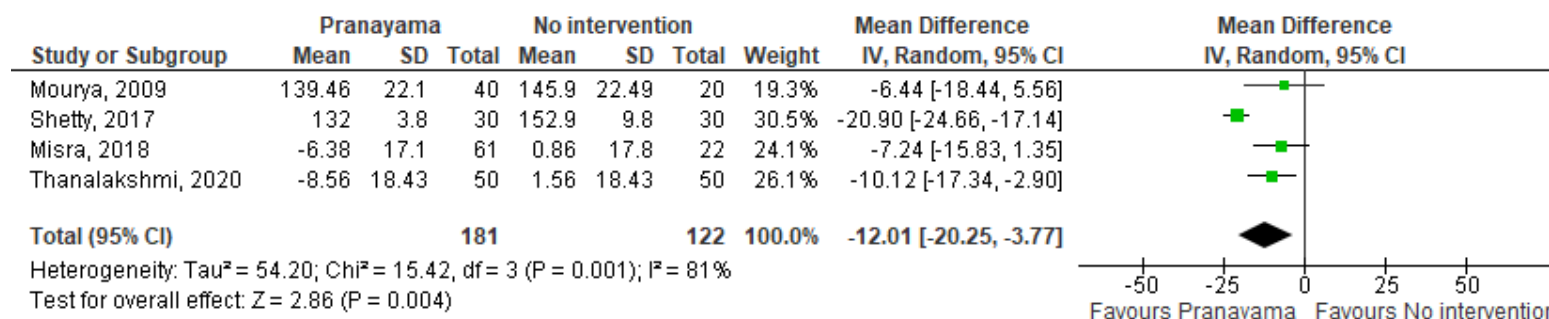 Pranayama No intervention Mean Difference Mean Difference
Study or Subgroup Mean SD Total Mean SD Total Weight IV, Random, 95% CI IV, Random, 95% CI
Mourya, 2009 139.46 22.1 40 145.9 22.49 20 19.3% -6.44 [-18.44, 5.56]
Shetty, 2017 132 3.8 30 152.9 9.8 30 30.5% -20.90 [-24.66, -17.14]
Misra, 2018 -6.38 17.1 61 0.86 17.8 22 24.1% -7.24 [-15.83, 1.35]
Thanalakshmi, 2020 -8.56 18.43 50 1.56 18.43 50 26.1% -10.12 [-17.34, -2.90]
Total (95% CI) 181 122 100.0% -12.01 [-20.25, -3.77]
Heterogeneity: Tau² = 54.20; Chi² = 15.42, df = 3 (P = 0.001); I² = 81%
Test for overall effect: Z = 2.86 (P = 0.004)
-50 -25 0 25 50
Favours Pranayama Favours No intervention